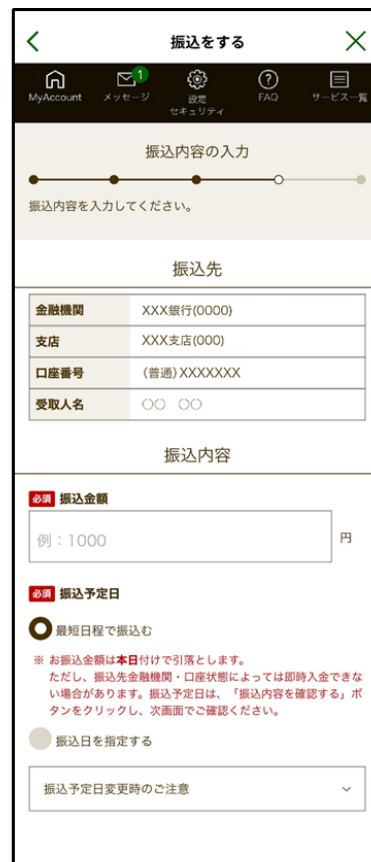 振込をする
1
MyAccount メッセージ 設定 FAQ サービス一覧
セキュリティ
振込内容の入力
振込内容を入力してください。
振込先
金融機関 XXX銀行(0000)
支店 XXX支店(000)
口座番号 (普通)XXXXXXX
受取人名 ○○ ○○
振込内容
必須 振込金額
例：1000 円
必須 振込予定日
最短日程で振込む
※ お振込金額は本日付けで引落とします。
ただし、振込先金融機関・口座状態によっては即時入金できな
い場合があります。振込予定日は、「振込内容を確認する」ボ
タンをクリックし、次画面でご確認ください。
振込日を指定する
振込予定日変更時のご注意